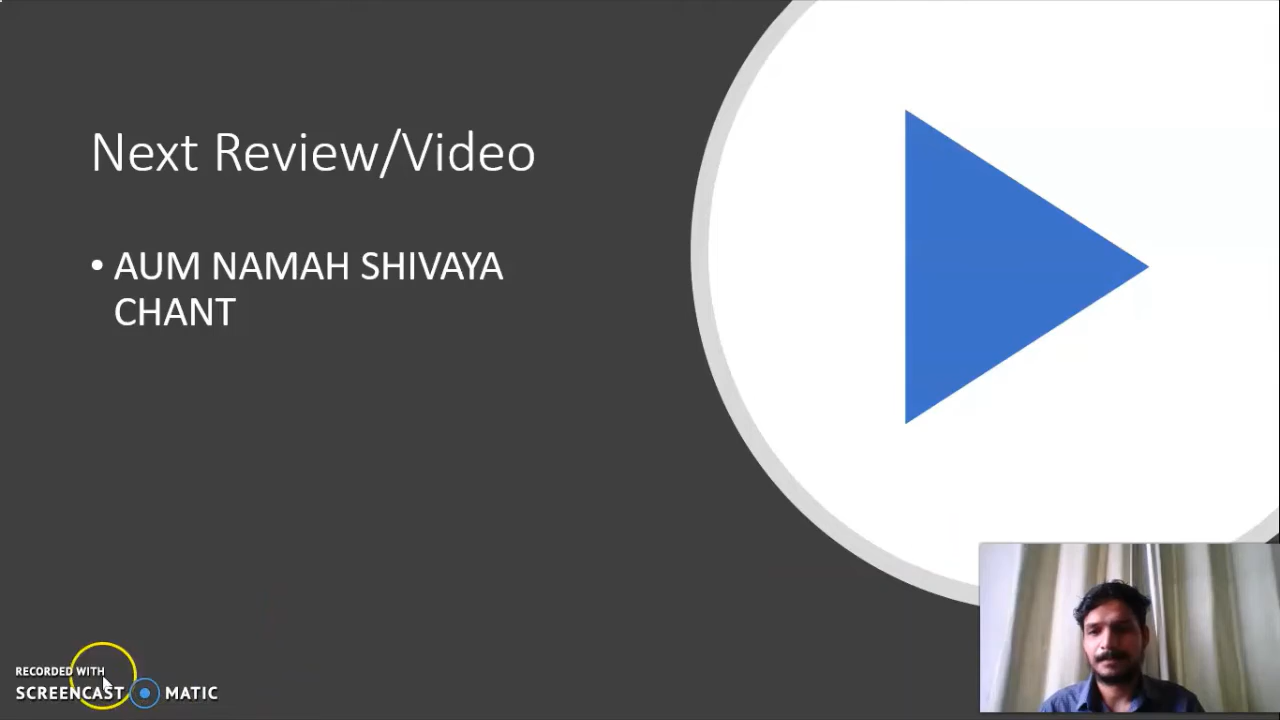 Next Review/Video
• AUM NAMAH SHIVAYA
CHANT
RECORDED WITH
SCREENCAST MATIC